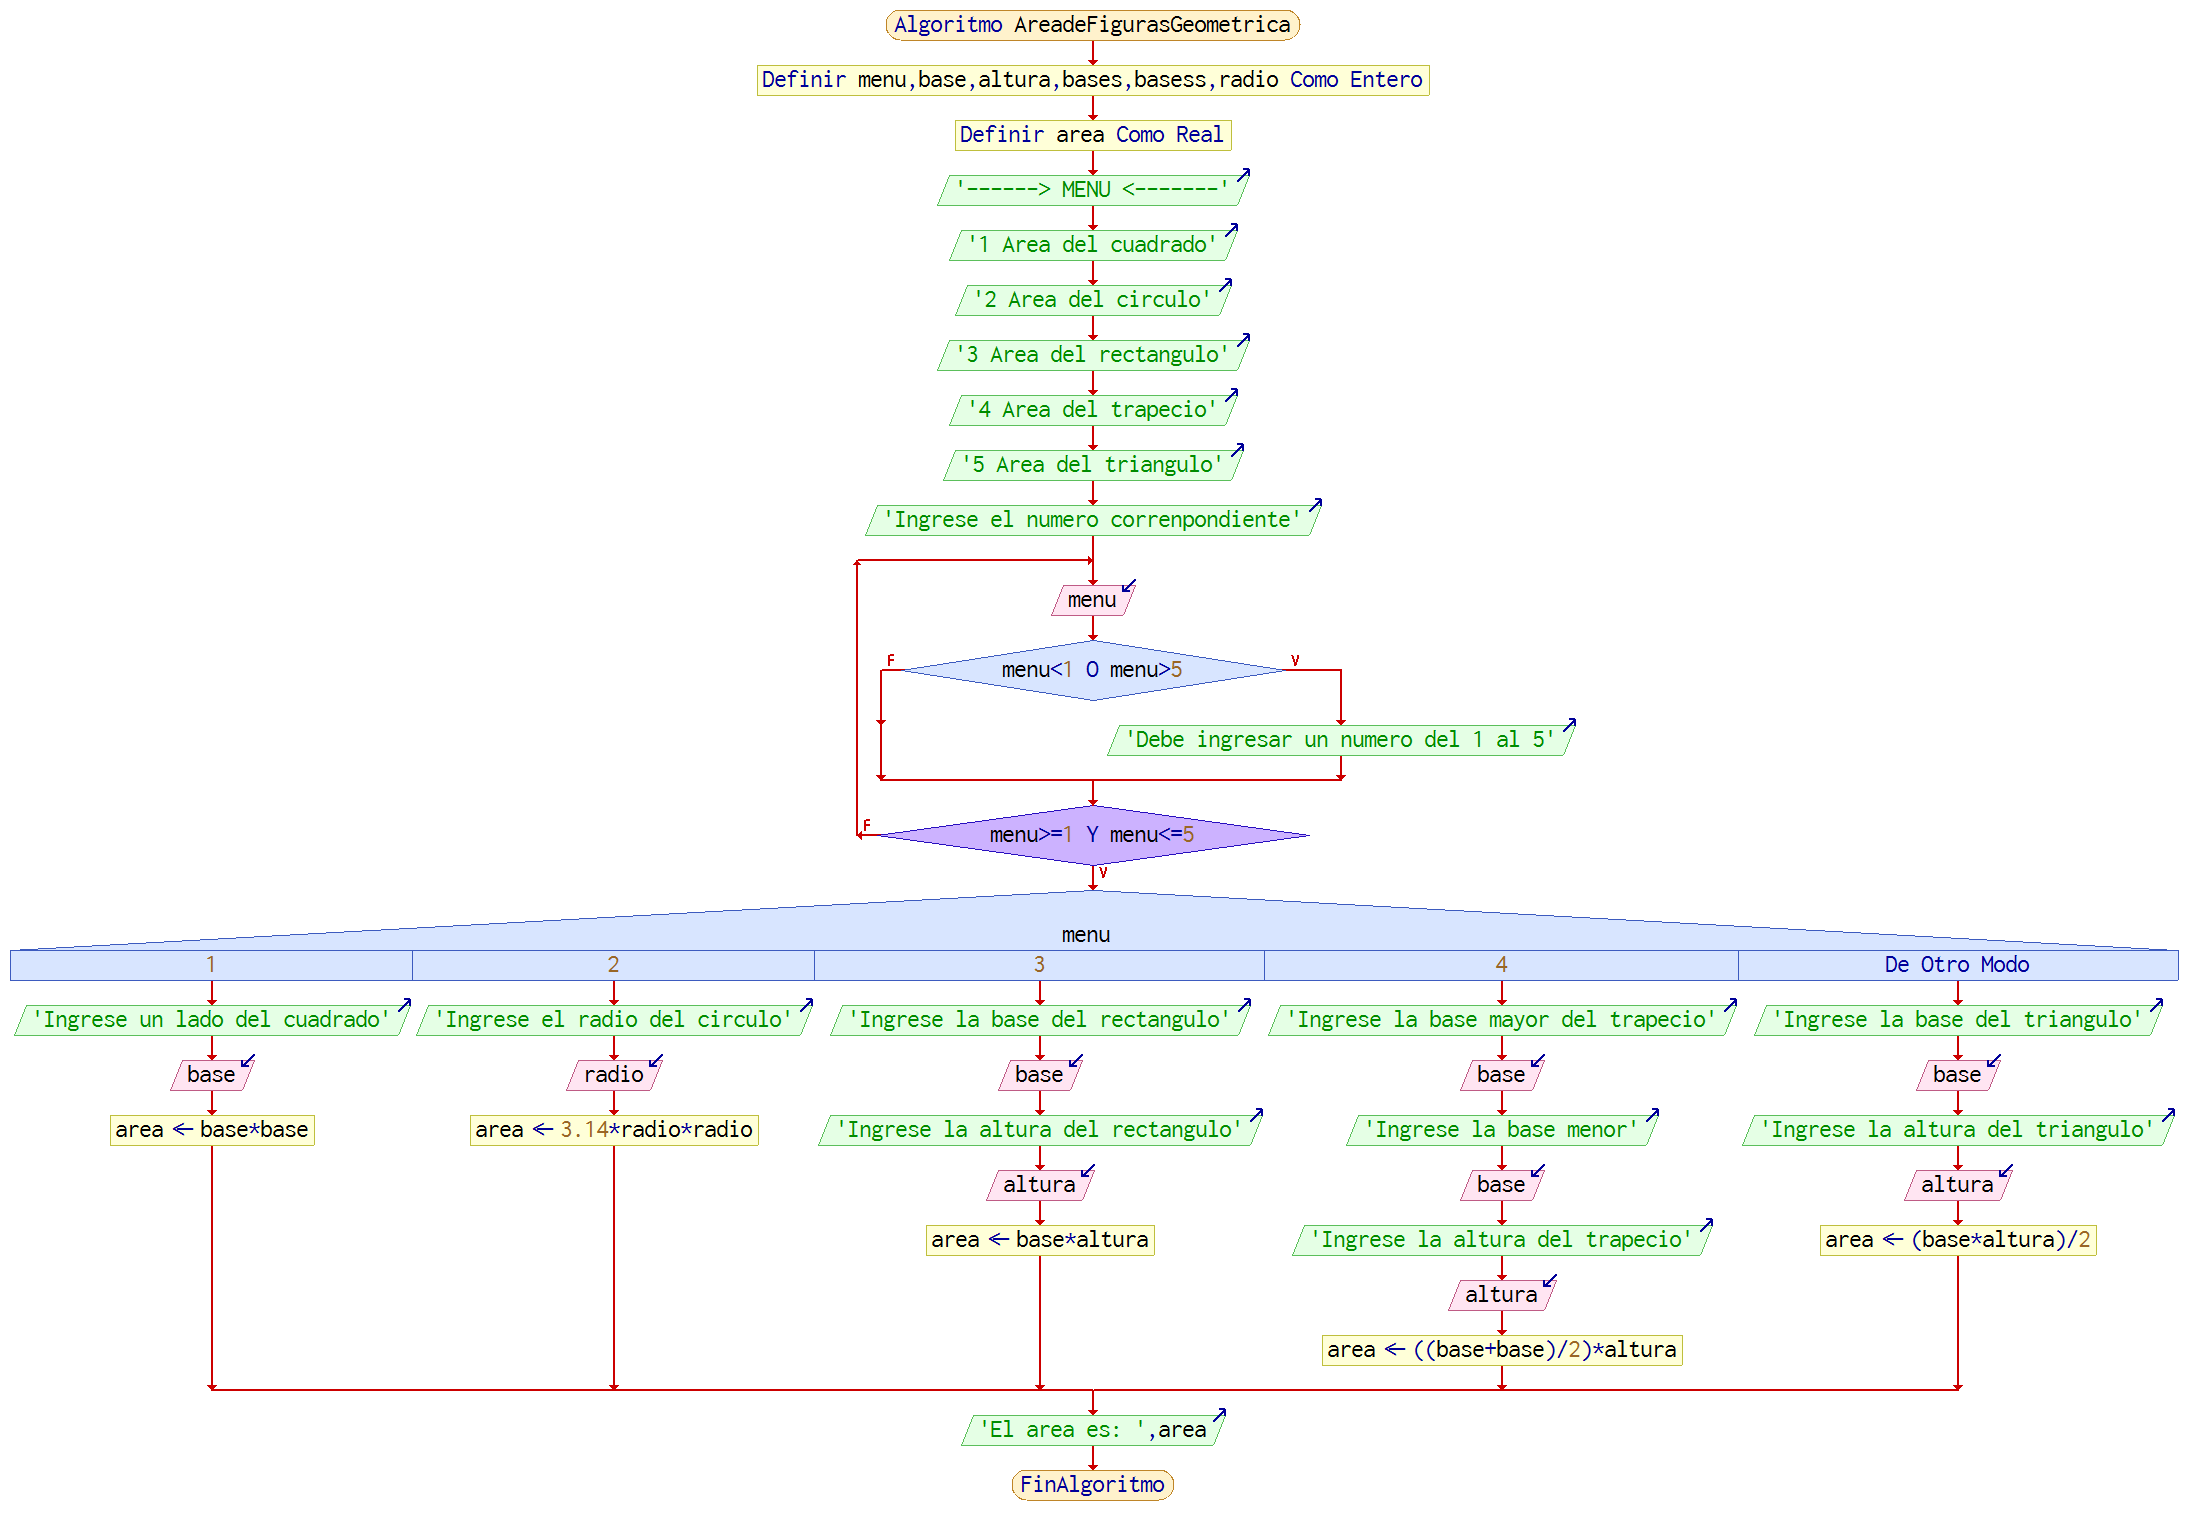 Algoritmo AreadeFigurasGeometrica
Definir menu,base,altura,bases,basess,radio Como Entero
Definir area Como Real
'------> MENU <-------'
'1 Area del cuadrado'
'2 Area del circulo'
'3 Area del rectangulo'
'4 Area del trapecio'
'5 Area del triangulo'
'Ingrese el numero correnpondiente'
menu
F
menu<1 O menu>5
V
'Debe ingresar un numero del 1 al 5'
F
menu>=1 Y menu<=5
V
menu
1
'Ingrese un lado del cuadrado'
base
area ← base*base
2
'Ingrese el radio del circulo'
radio
area ← 3.14*radio*radio
3
'Ingrese la base del rectangulo'
base
'Ingrese la altura del rectangulo'
altura
area ← base*altura
4
'Ingrese la base mayor del trapecio'
base
'Ingrese la base menor'
base
'Ingrese la altura del trapecio'
altura
area ← ((base+base)/2)*altura
De Otro Modo
'Ingrese la base del triangulo'
base
'Ingrese la altura del triangulo'
altura
area ← (base*altura)/2
'El area es: ',area
FinAlgoritmo